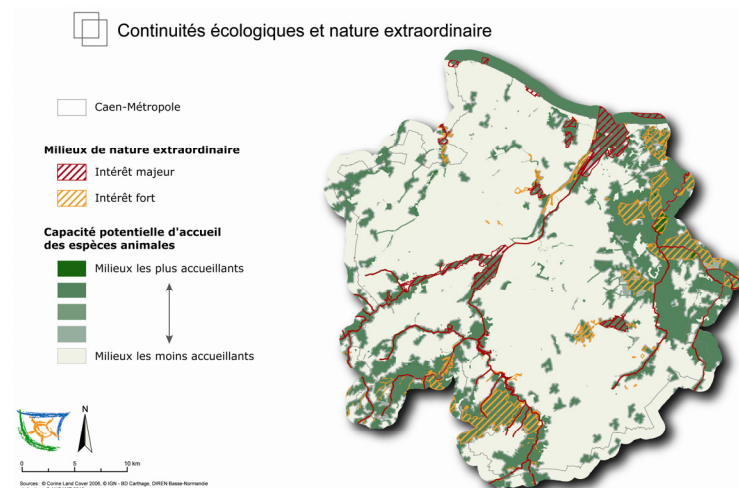 Continuités écologiques et nature extraordinaire
Caen-Métropole
Milieux de nature extraordinaire
Intérêt majeur
Intérêt fort
Capacité potentielle d'accueil
des espèces animales
Milieux les plus accueillants
Milieux les moins accueillants
N
0 5 10 km
Sources : © Corine Land Cover 2006, © IGN - BD Carthage, DIREN Basse-Normandie